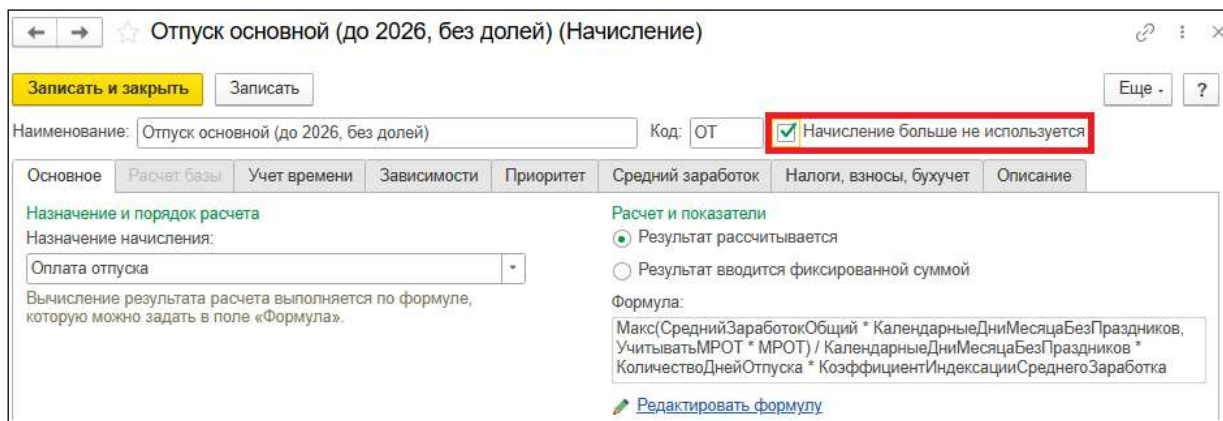 Отпуск основной (до 2026, без долей) (Начисление)
Записать и закрыть Записать Еще ?
Наименование: Отпуск основной (до 2026, без долей) Код: ОТ Начисление больше не используется
Основное Расчет базы Учет времени Зависимости Приоритет Средний заработок Налоги, взносы, бухучет Описание
Назначение и порядок расчета
Назначение начисления:
Оплата отпуска
Вычисление результата расчета выполняется по формуле,
которую можно задать в поле «Формула».
Расчет и показатели
Результат рассчитывается
Результат вводится фиксированной суммой
Формула:
Макс(СреднийЗаработокОбщий * КалендарныеДниМесяцаБезПраздников,
УчитыватьМРОТ * МРОТ) / КалендарныеДниМесяцаБезПраздников *
КоличествоДнейОтпуска * КоэффициентИндексацииСреднегоЗаработка
Редактировать формулу